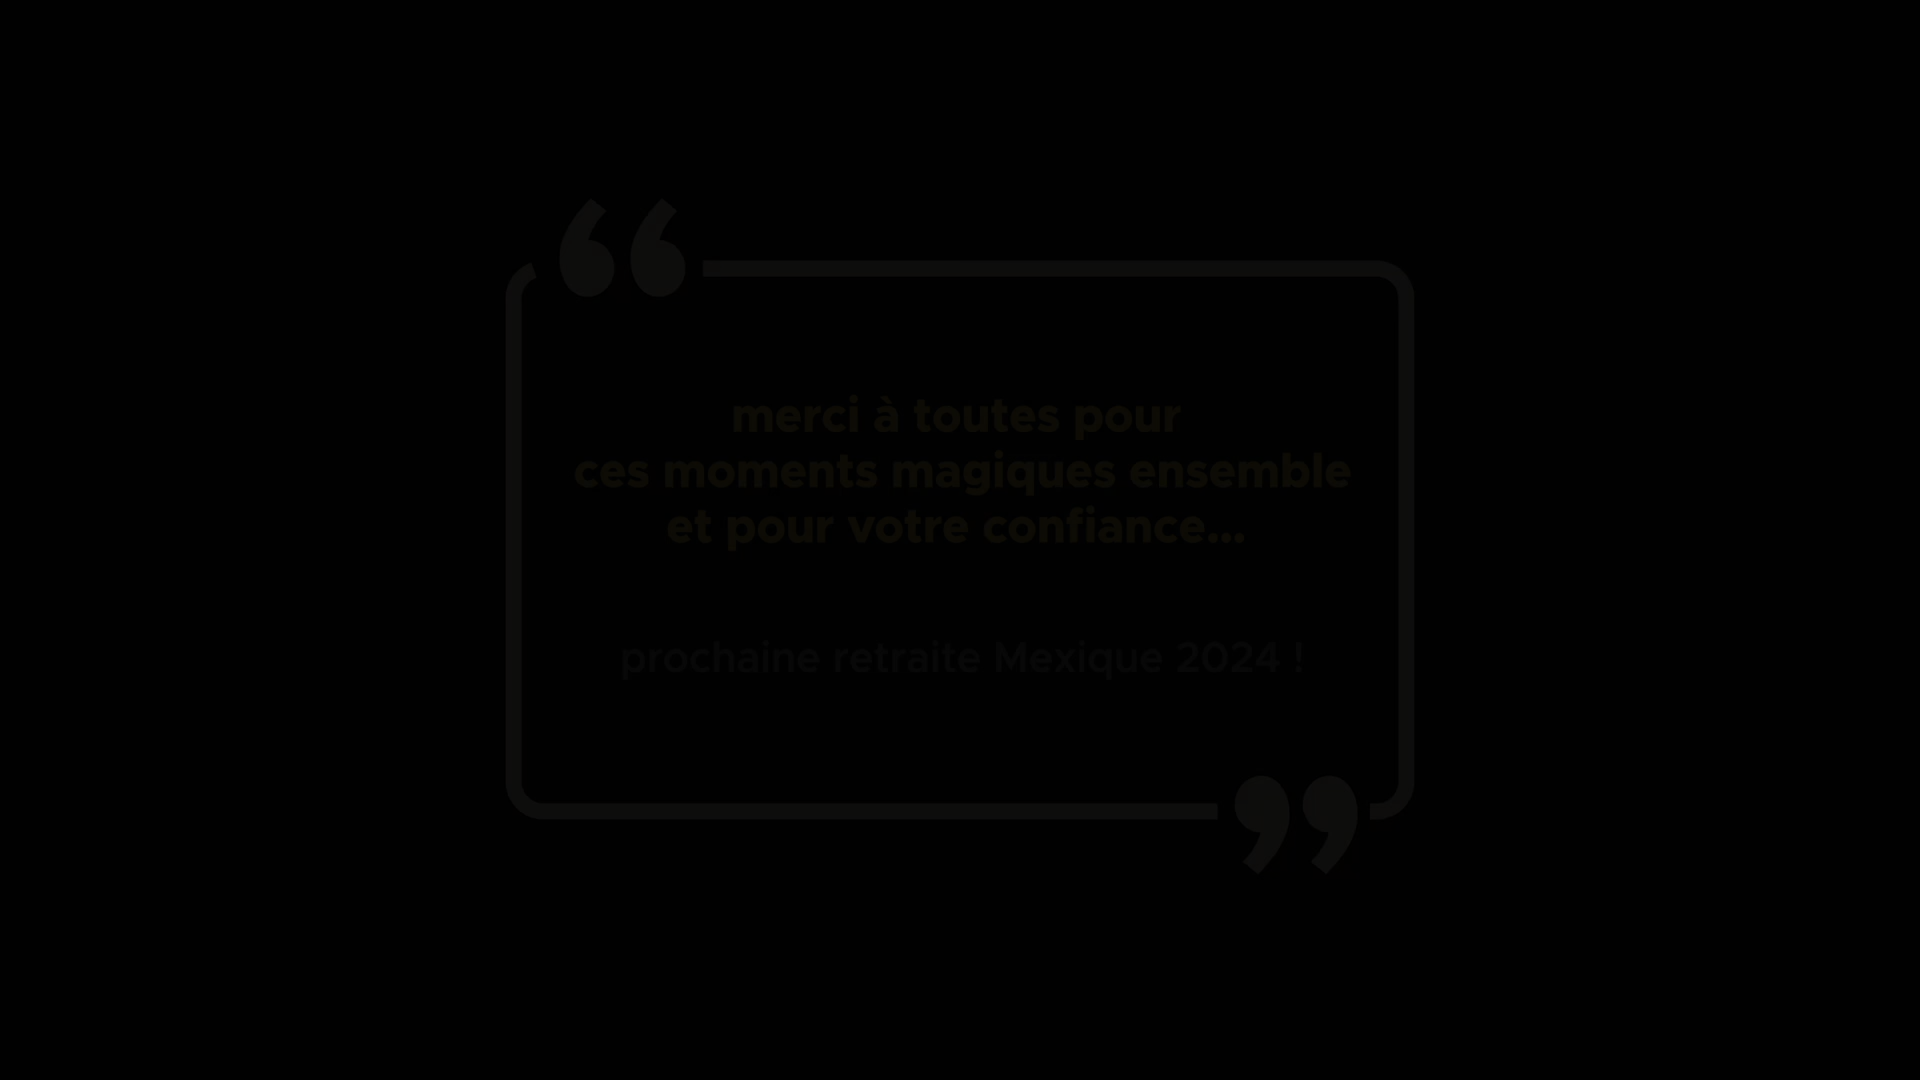 merci à toutes pour
ces moments magiques ensemble
et pour votre confiance...
prochaine retraite Mexique 2024 !